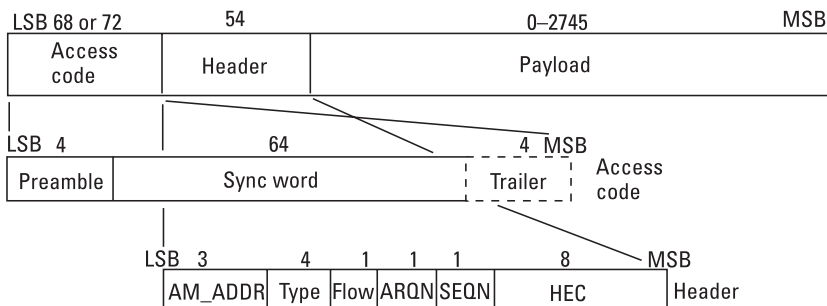 LSB 68 or 72 54 0–2745 MSB
Access code Header Payload
LSB 4 64 4 MSB
Preamble Sync word Trailer Access code
LSB 3 4 1 1 1 8 MSB
AM_ADDR Type Flow ARQN SEQN HEC Header